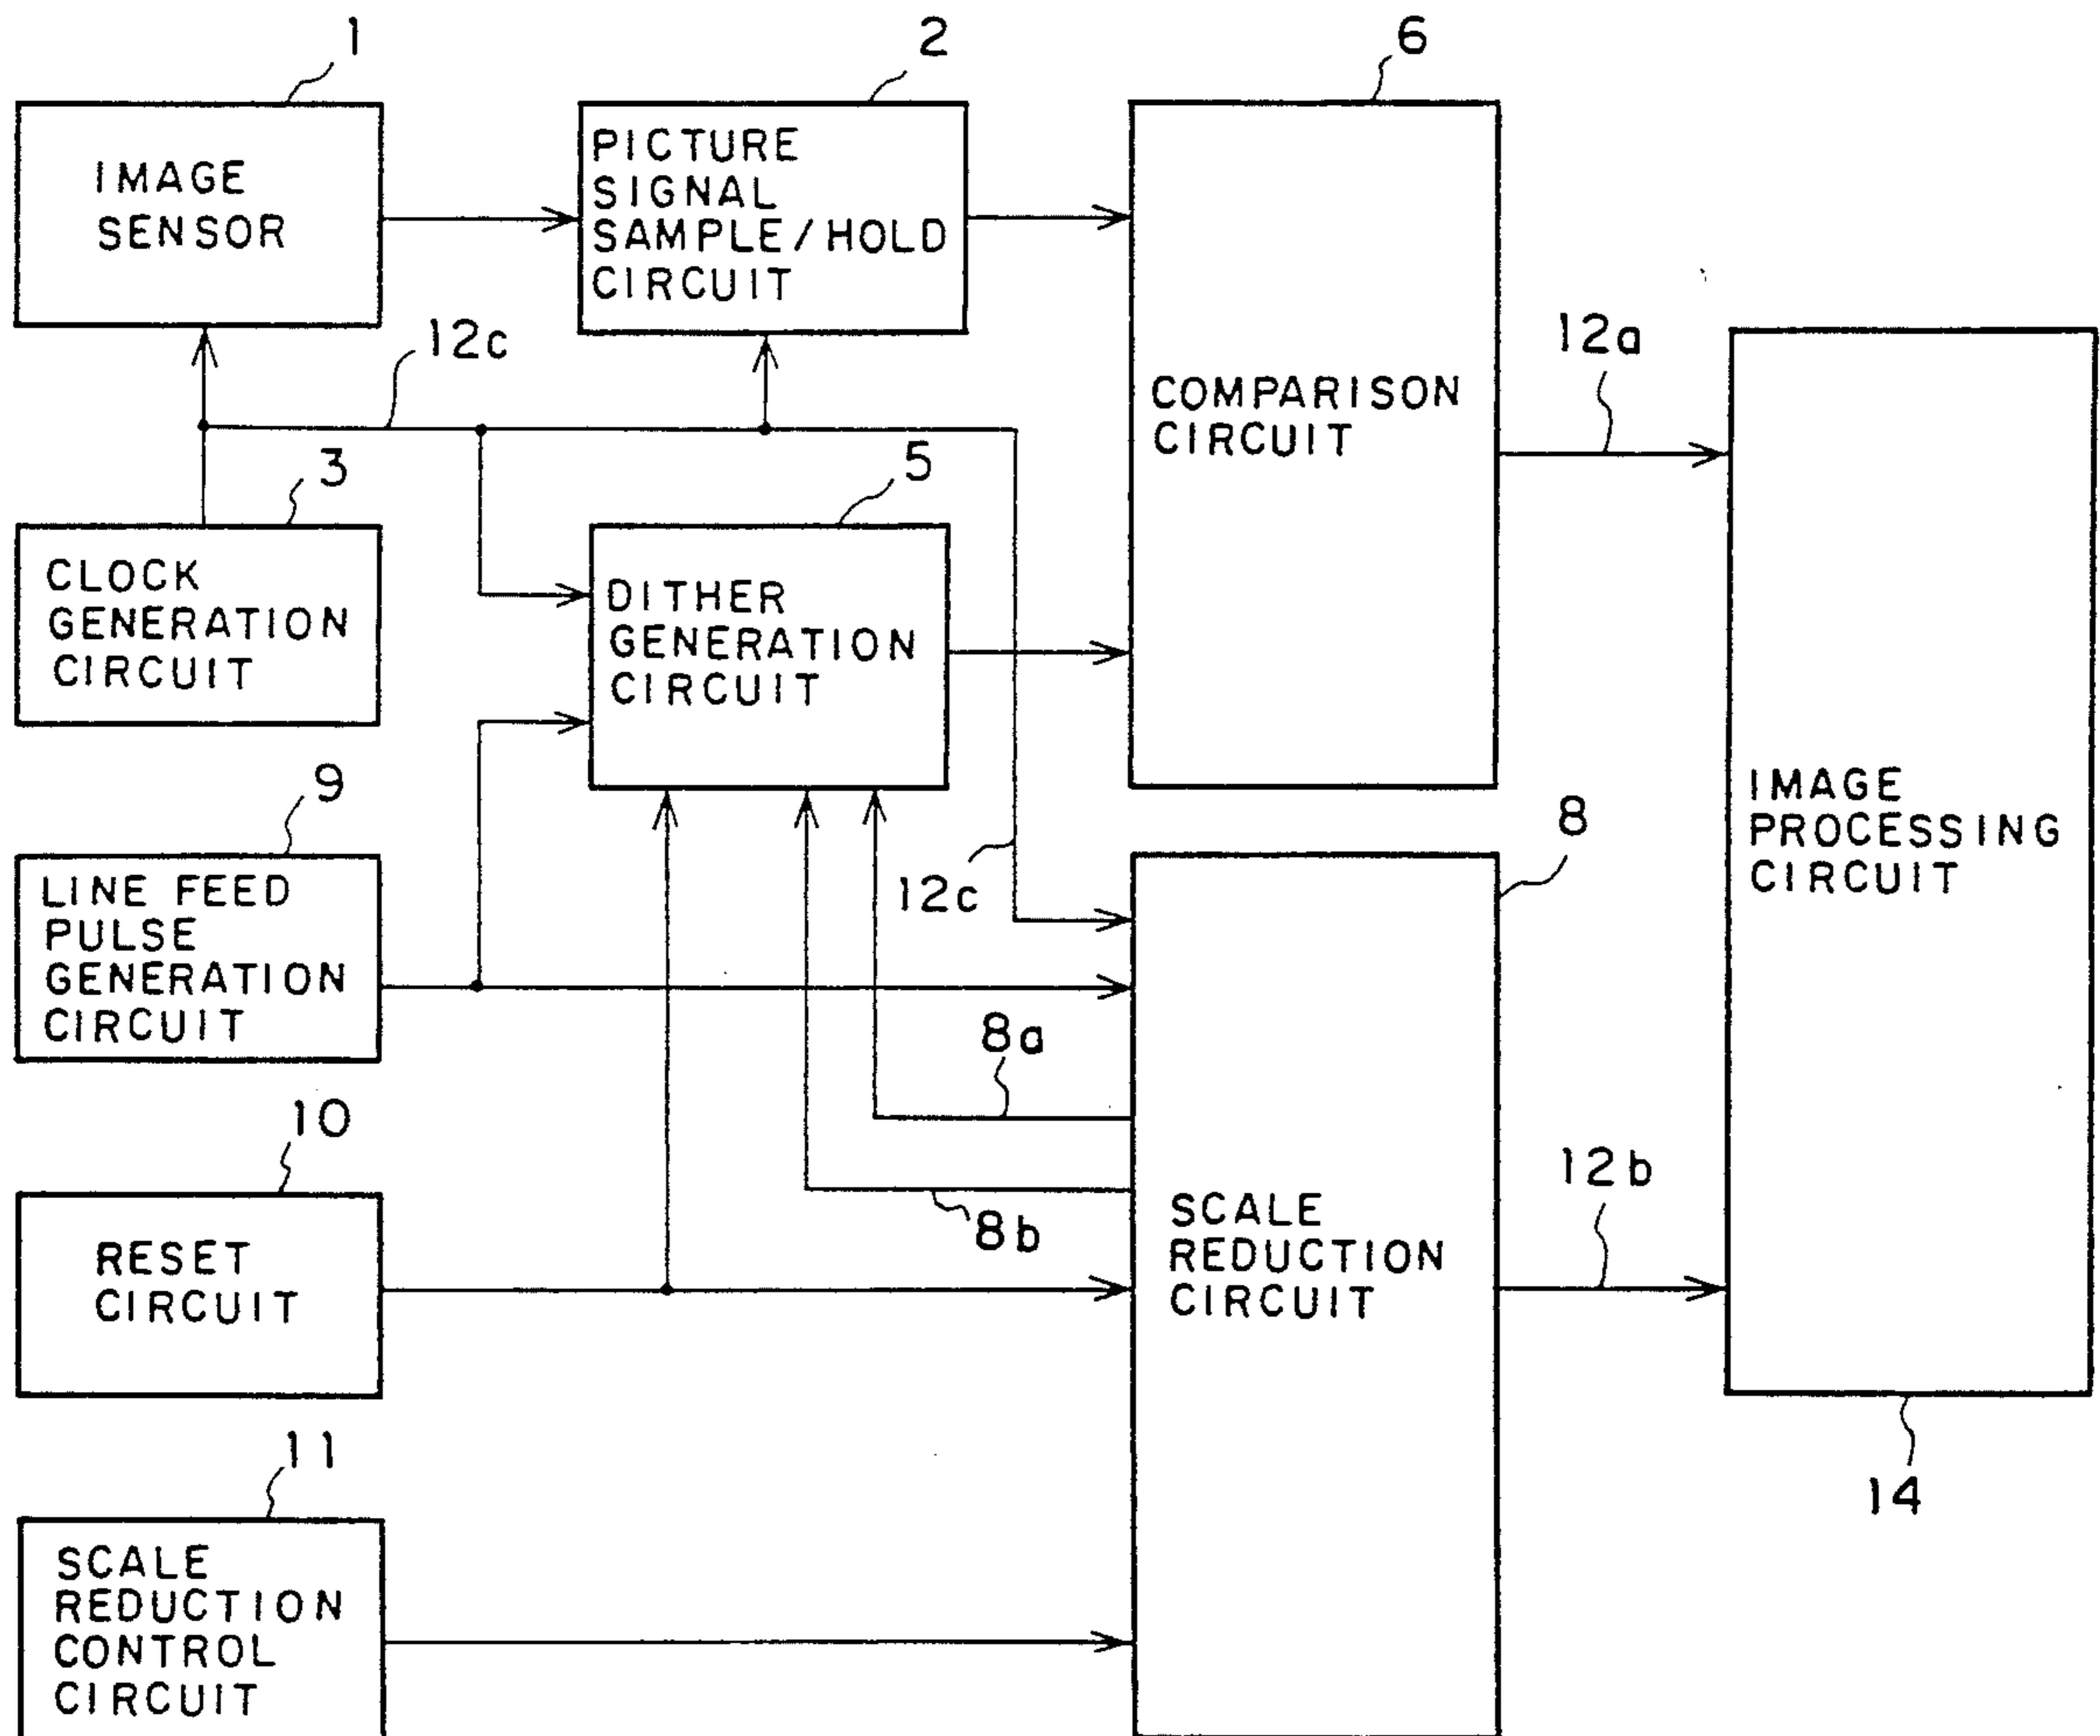 1
2
6
IMAGE
SENSOR
PICTURE
SIGNAL
SAMPLE/HOLD
CIRCUIT
12c
COMPARISON
CIRCUIT
12a
3
5
CLOCK
GENERATION
CIRCUIT
DITHER
GENERATION
CIRCUIT
IMAGE
PROCESSING
CIRCUIT
9
8
12c
LINE FEED
PULSE
GENERATION
CIRCUIT
8a
10
12b
8b
RESET
CIRCUIT
SCALE
REDUCTION
CIRCUIT
11
14
SCALE
REDUCTION
CONTROL
CIRCUIT